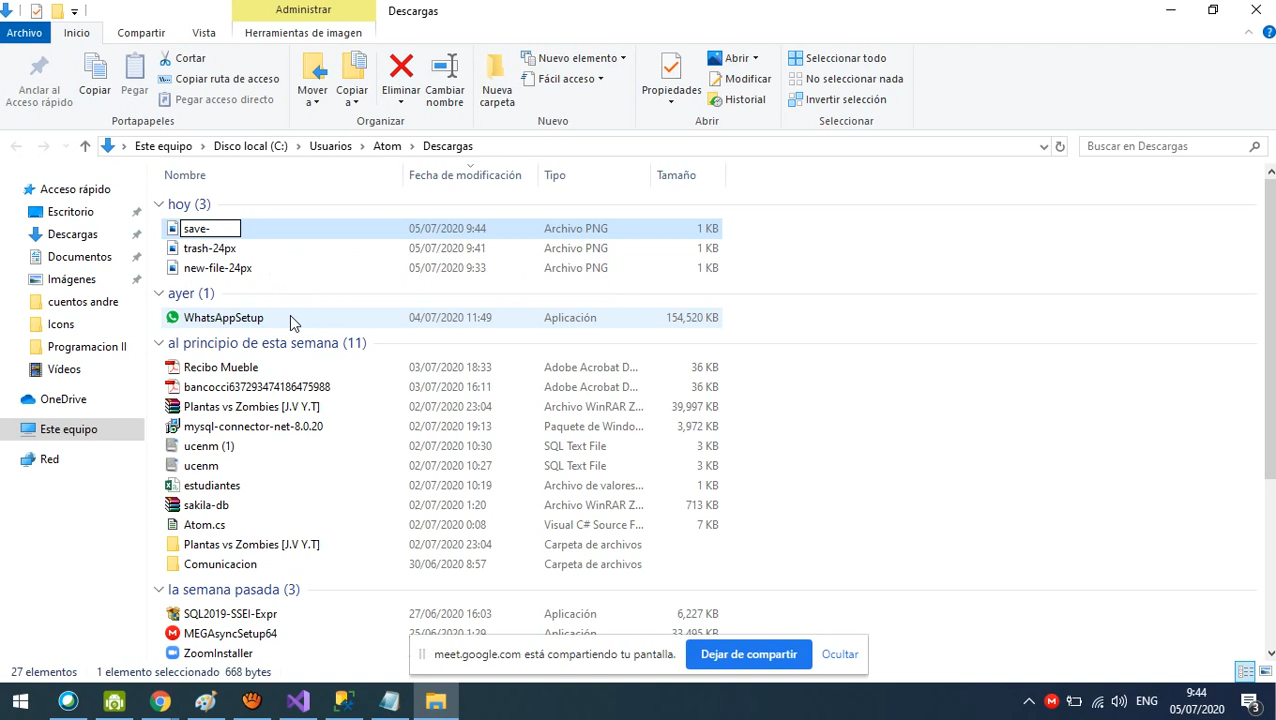 Administrar
Descargas
Archivo
Inicio
Compartir
Vista
Herramientas de imagen
Anclar al
Acceso rápido
Copiar
Pegar
Cortar
Copiar ruta de acceso
Pegar acceso directo
Mover
a
Copiar
a
Eliminar
Cambiar
nombre
Nueva
carpeta
Nuevo elemento
Fácil acceso
Propiedades
Abrir
Modificar
Historial
Seleccionar todo
No seleccionar nada
Invertir selección
Portapapeles
Organizar
Nuevo
Abrir
Seleccionar
Este equipo > Disco local (C:) > Usuarios > Atom > Descargas
Buscar en Descargas
Nombre
Fecha de modificación
Tipo
Tamaño
Acceso rápido
Escritorio
Descargas
Documentos
Imágenes
cuentos andre
Icons
Programacion II
Vídeos
OneDrive
Este equipo
Red
hoy (3)
save- 05/07/2020 9:44 Archivo PNG 1 KB
trash-24px 05/07/2020 9:41 Archivo PNG 1 KB
new-file-24px 05/07/2020 9:33 Archivo PNG 1 KB
ayer (1)
WhatsAppSetup 04/07/2020 11:49 Aplicación 154,520 KB
al principio de esta semana (11)
Recibo Mueble 03/07/2020 18:33 Adobe Acrobat D... 36 KB
bancocci637293474186475988 03/07/2020 16:11 Adobe Acrobat D... 36 KB
Plantas vs Zombies [J.V Y.T] 02/07/2020 23:04 Archivo WinRAR Z... 39,997 KB
mysql-connector-net-8.0.20 02/07/2020 19:13 Paquete de Windo... 3,972 KB
ucenm (1) 02/07/2020 10:30 SQL Text File 3 KB
ucenm 02/07/2020 10:27 SQL Text File 3 KB
estudiantes 02/07/2020 10:19 Archivo de valores... 1 KB
sakila-db 02/07/2020 1:20 Archivo WinRAR Z... 713 KB
Atom.cs 02/07/2020 0:08 Visual C# Source F... 7 KB
Plantas vs Zombies [J.V Y.T] 02/07/2020 23:04 Carpeta de archivos
Comunicacion 30/06/2020 8:57 Carpeta de archivos
la semana pasada (3)
SQL2019-SSEI-Expr 27/06/2020 16:03 Aplicación 6,227 KB
MEGAsyncSetup64 25/06/2020 1:29 Aplicación 33,495 KB
ZoomInstaller
meet.google.com está compartiendo tu pantalla.
Dejar de compartir
Ocultar
27 elementos
1 elemento seleccionado 668 bytes
ENG
9:44
05/07/2020
3